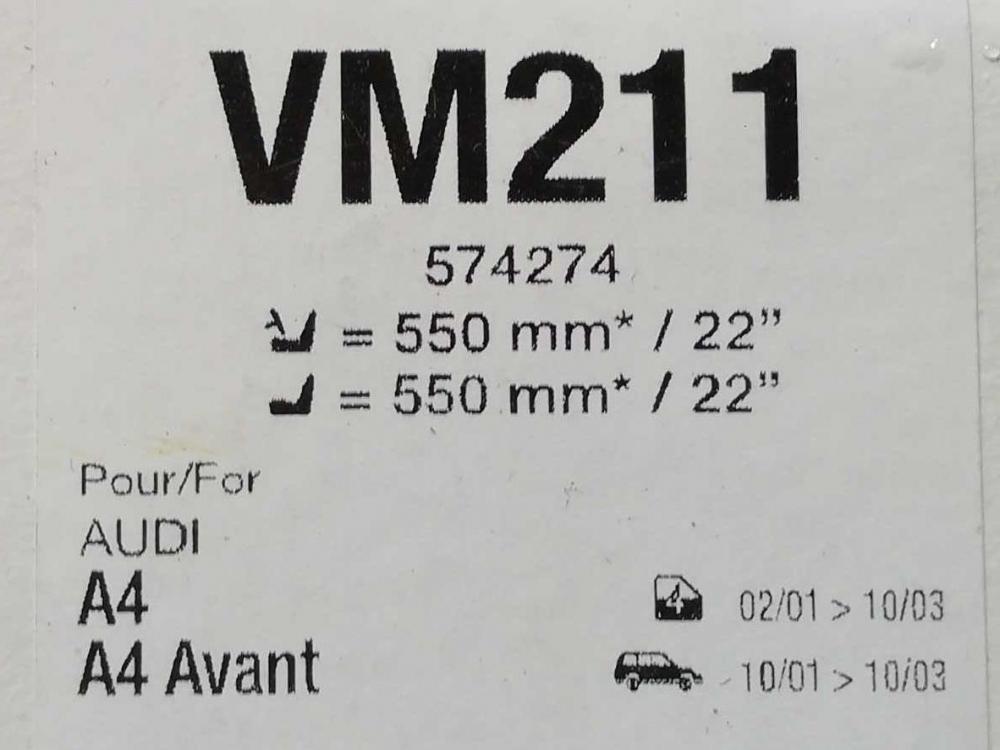 VM211
574274
= 550 mm* / 22”
= 550 mm* / 22”
Pour/For
AUDI
A4 4 02/01 > 10/03
A4 Avant 10/01 > 10/03